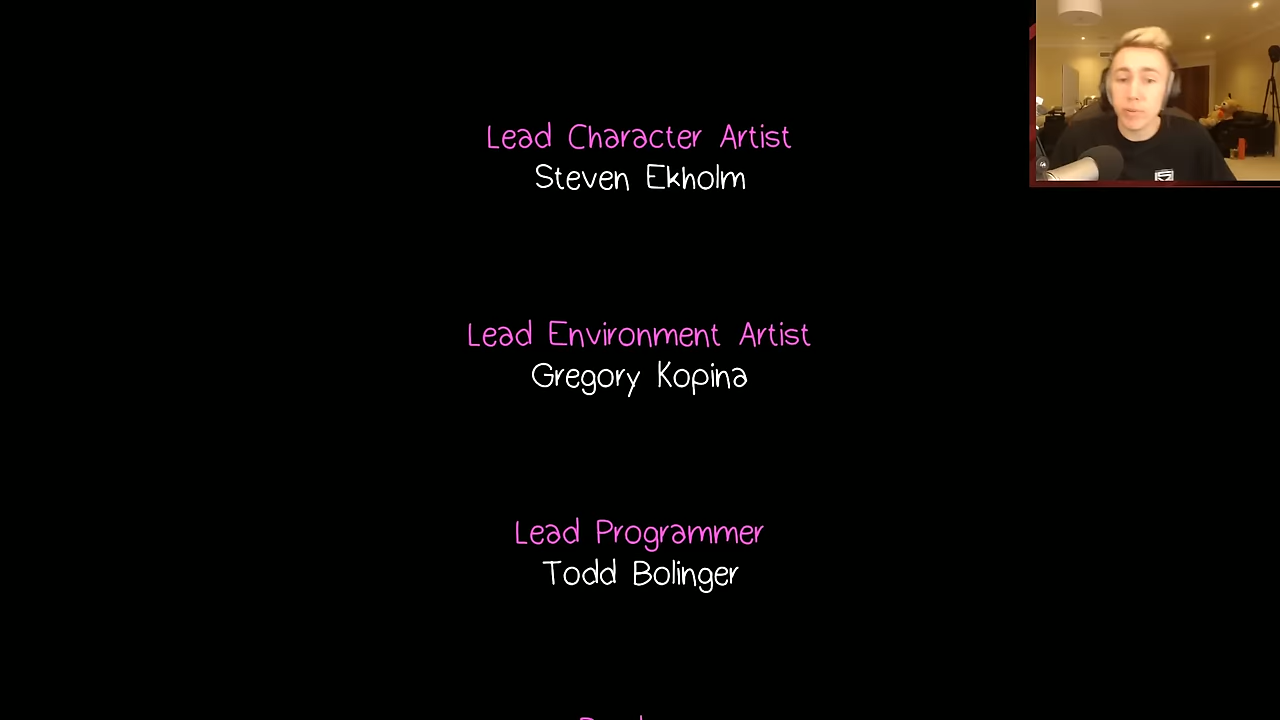 Lead Character Artist
Steven Ekholm
Lead Environment Artist
Gregory Kopina
Lead Programmer
Todd Bolinger